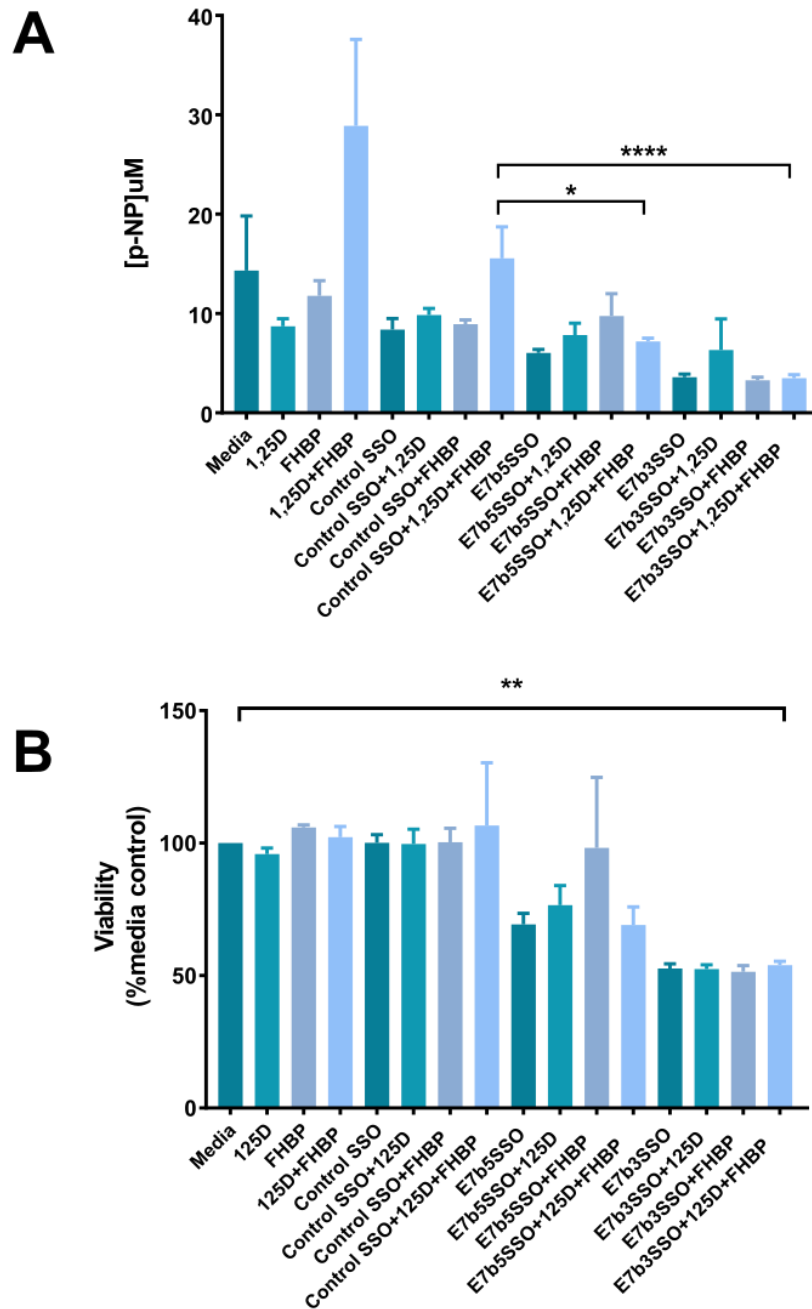 A
[p-NP]uM
40
30
20
10
0
****
*
Media
1,25D
FHBP
1,25D+FHBP
Control SSO
Control SSO+1,25D
Control SSO+FHBP
Control SSO+1,25D+FHBP
E7b5SSO
E7b5SSO+1,25D
E7b5SSO+FHBP
E7b5SSO+1,25D+FHBP
E7b3SSO
E7b3SSO+1,25D
E7b3SSO+FHBP
E7b3SSO+1,25D+FHBP
B
Viability
(%media control)
150
100
50
0
**
Media
125D
FHBP
125D+FHBP
Control SSO
Control SSO+125D
Control SSO+FHBP
Control SSO+125D+FHBP
E7b5SSO
E7b5SSO+125D
E7b5SSO+FHBP
E7b5SSO+125D+FHBP
E7b3SSO
E7b3SSO+125D
E7b3SSO+FHBP
E7b3SSO+125D+FHBP